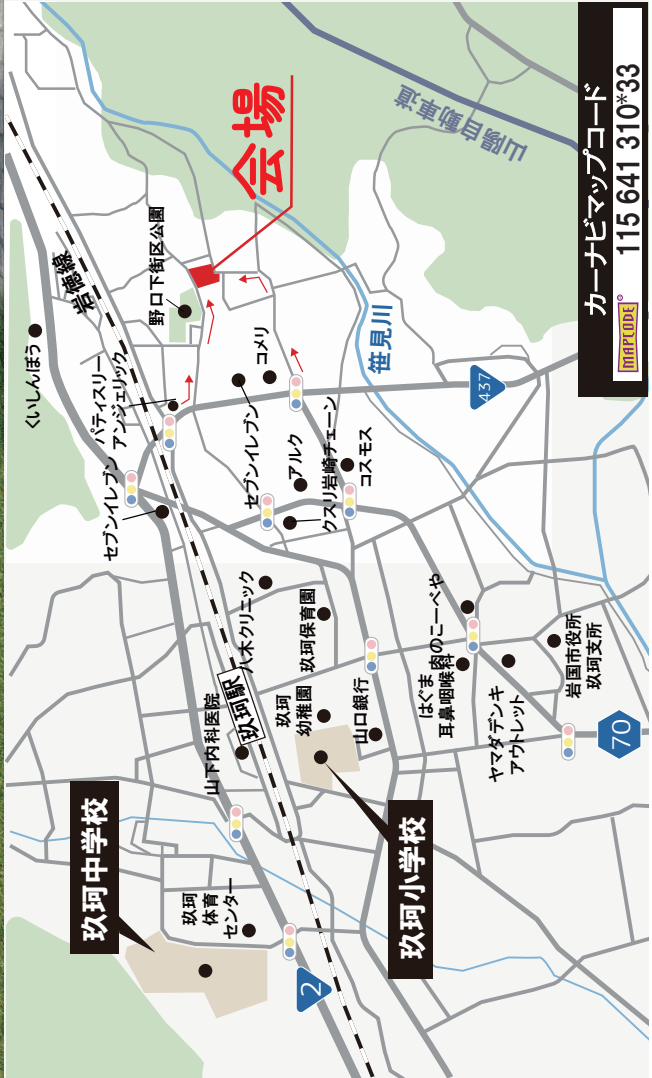 カーナビマップコード
MAPCODE
115 641 310*33
会場
山陽自動車道
岩徳線
野口下街区公園
くいしんぼう
パティスリー
アンジェリック
コメリ
笹見川
437
セブンイレブン
セブンイレブン
アルク
クスリ岩崎チェーン
コスモス
八木クリニック
玖珂保育園
肉のこーべや
はぐま
耳鼻咽喉科
岩国市役所
玖珂支所
山下内科医院
玖珂駅
玖珂
幼稚園
山口銀行
ヤマダデンキ
アウトレット
70
玖珂中学校
玖珂小学校
玖珂
体育
センター
2